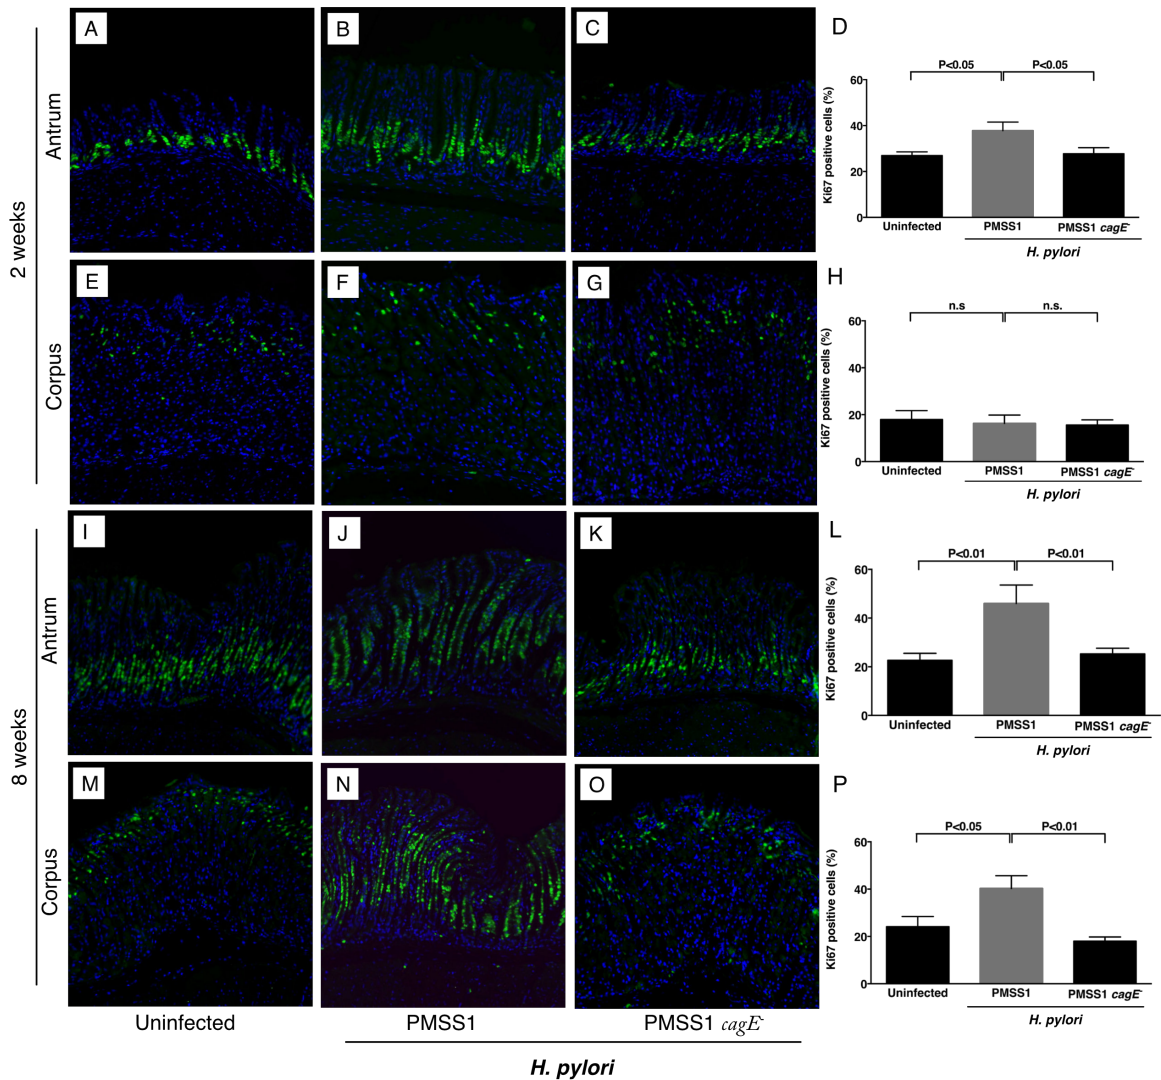 A
B
C
D
2 weeks
Antrum
Ki67 positive cells (%)
60
40
20
0
P<0.05
P<0.05
Uninfected
PMSS1
PMSS1 cagE-
H. pylori
E
F
G
H
Corpus
Ki67 positive cells (%)
60
40
20
0
n.s
n.s.
Uninfected
PMSS1
PMSS1 cagE-
H. pylori
I
J
K
L
8 weeks
Antrum
Ki67 positive cells (%)
60
40
20
0
P<0.01
P<0.01
Uninfected
PMSS1
PMSS1 cagE-
H. pylori
M
N
O
P
Corpus
Ki67 positive cells (%)
60
40
20
0
P<0.05
P<0.01
Uninfected
PMSS1
PMSS1 cagE-
H. pylori
Uninfected
PMSS1
PMSS1 cagE-
H. pylori